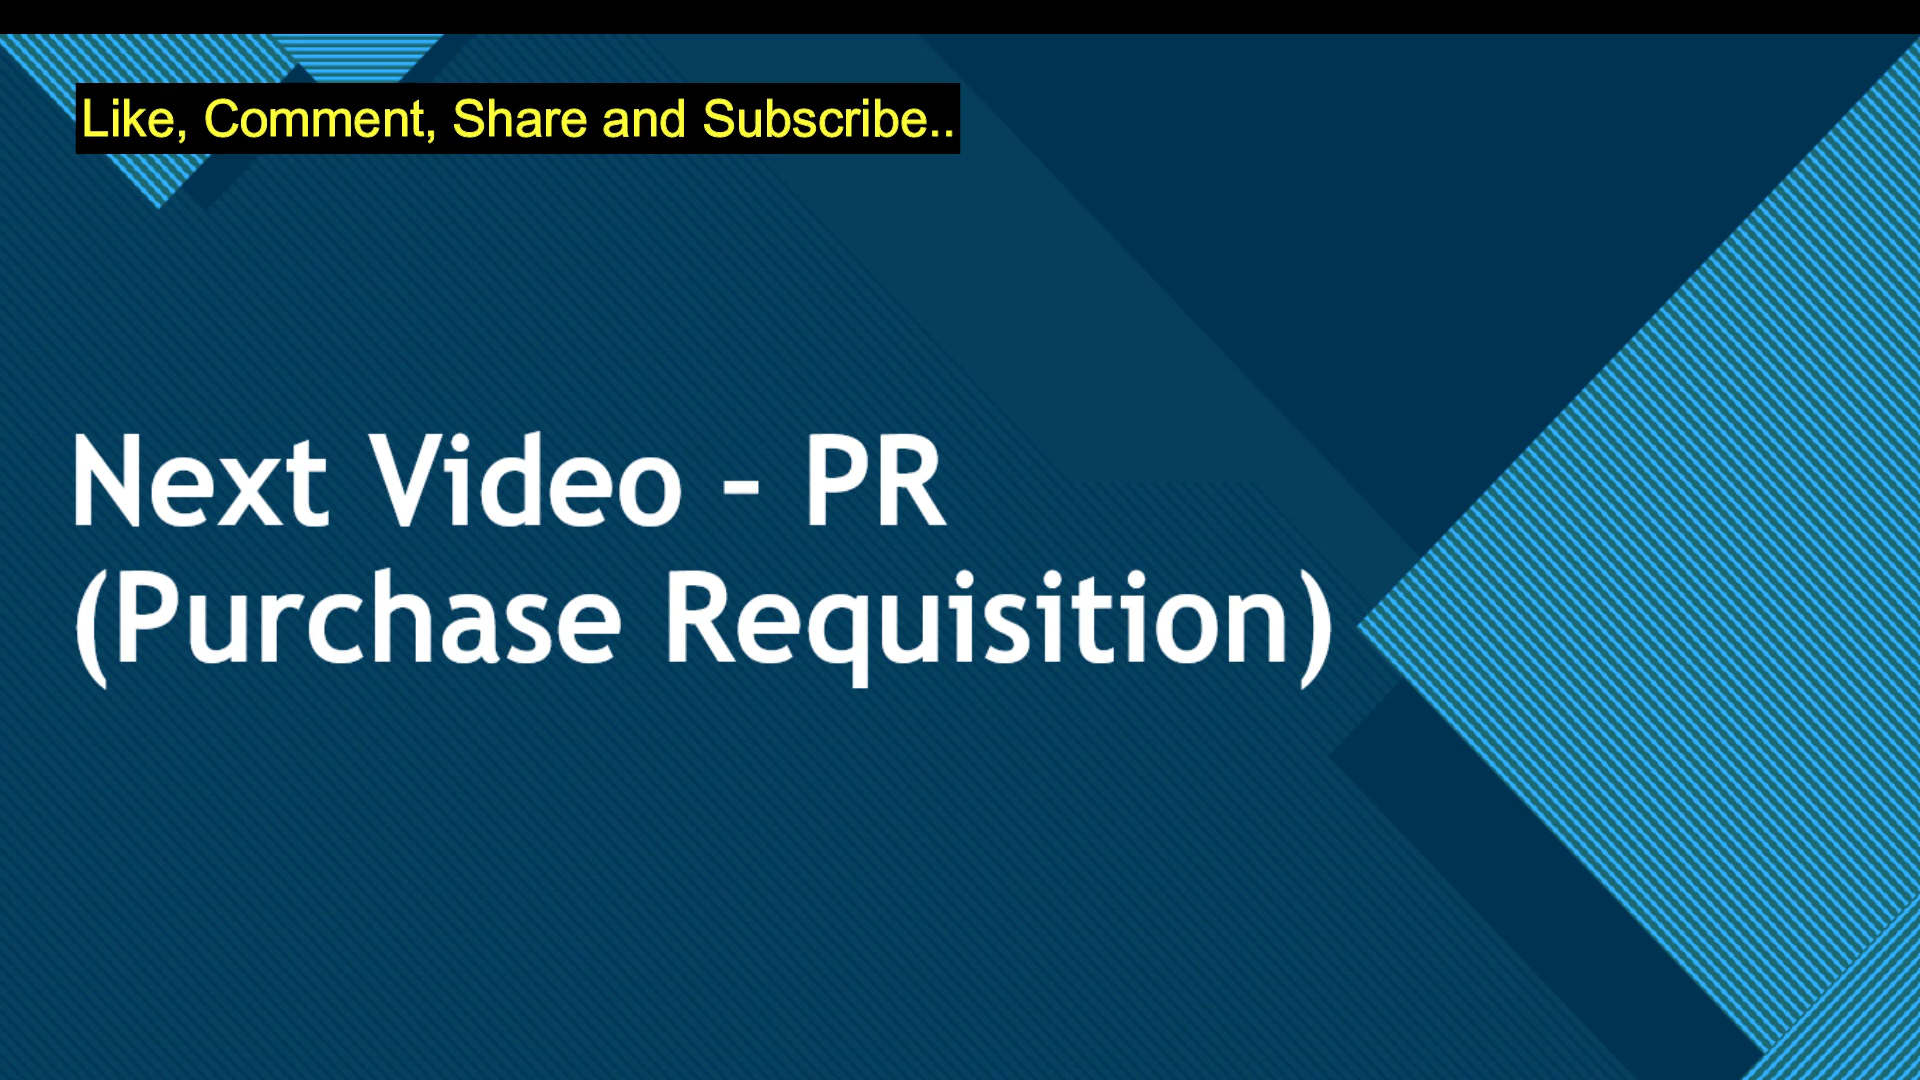 Like, Comment, Share and Subscribe..
Next Video - PR
(Purchase Requisition)